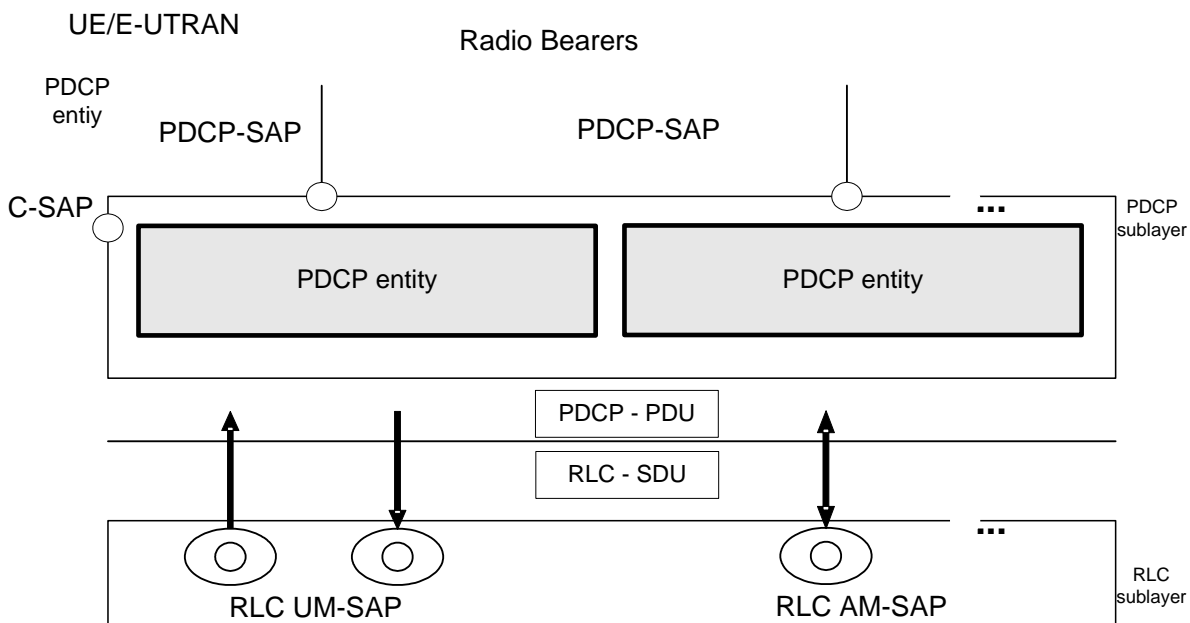 UE/E-UTRAN
Radio Bearers
PDCP
entiy
PDCP-SAP
PDCP-SAP
C-SAP
...
PDCP
sublayer
PDCP entity
PDCP entity
PDCP - PDU
RLC - SDU
...
RLC UM-SAP
RLC AM-SAP
RLC
sublayer